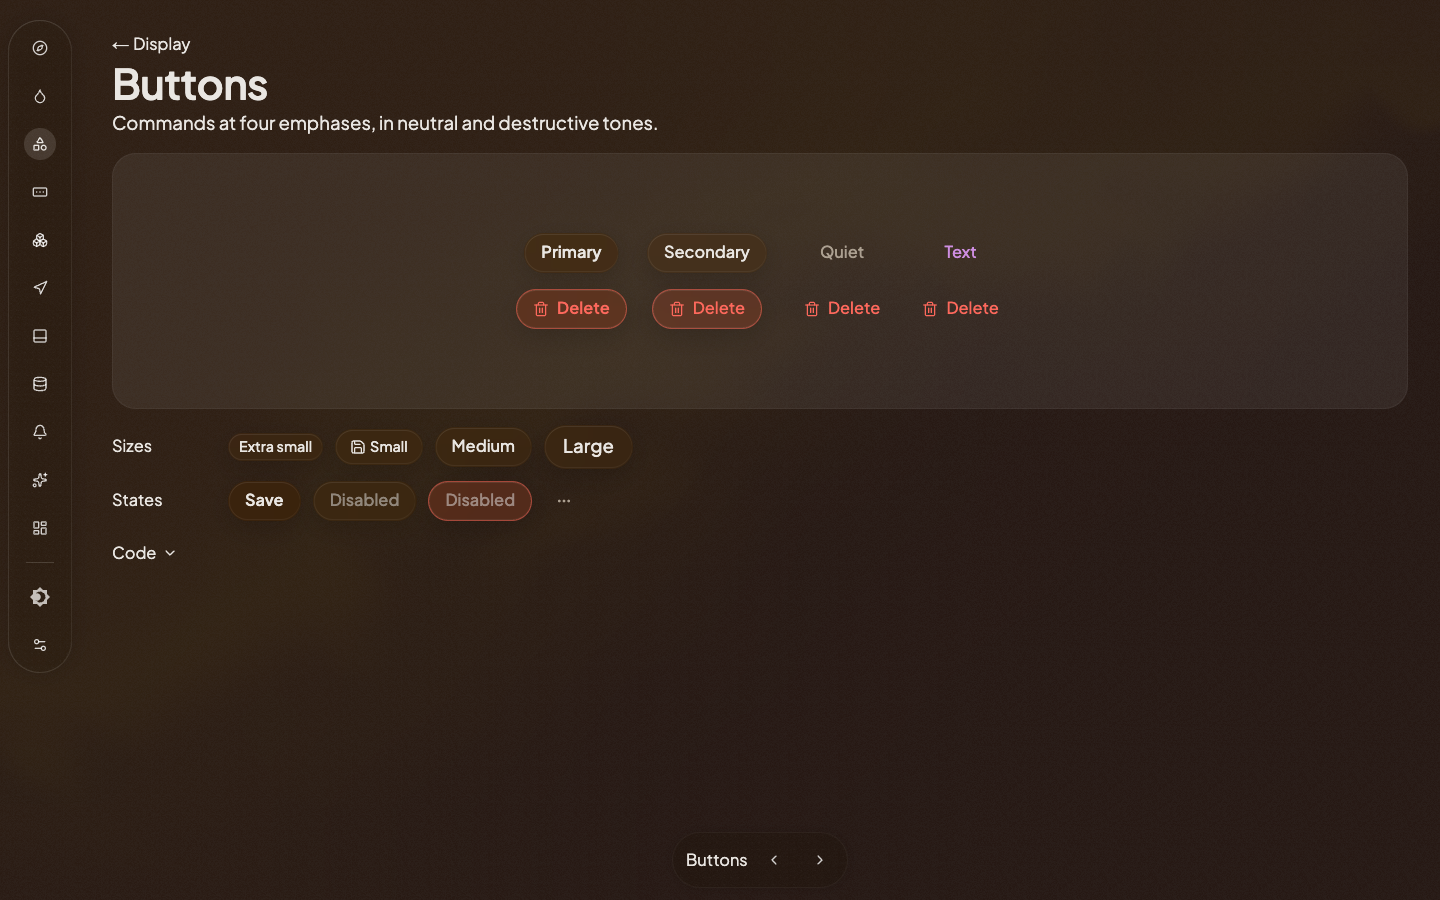 ← Display
Buttons
Commands at four emphases, in neutral and destructive tones.
Primary Secondary Quiet Text
Delete Delete Delete Delete
Sizes Extra small Small Medium Large
States Save Disabled Disabled ...
Code
Buttons